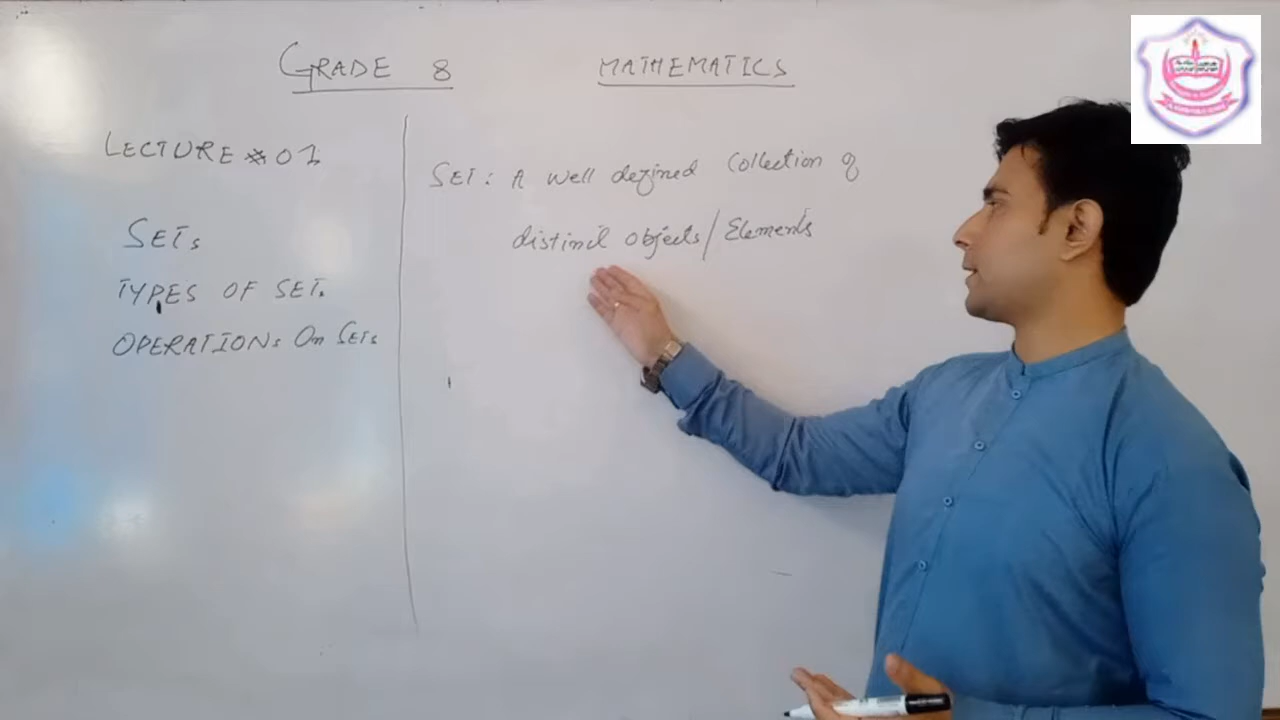 GRADE 8
MATHEMATICS
LECTURE # 01
SETs
TYPES OF SET.
OPERATIONs On SETs
SET: A well defined Collection of
distinct objects/Elements